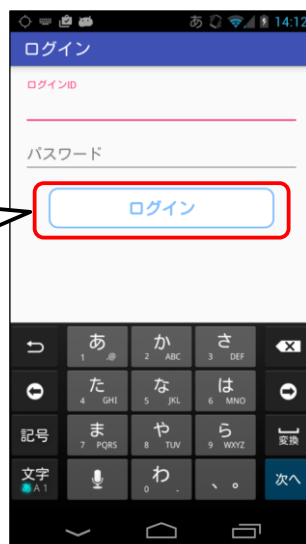 あ 14:12
ログイン
ログインID
パスワード
ログイン
あ 1 .@ か 2 ABC さ 3 DEF
た 4 GHI な 5 JKL は 6 MNO
記号 ま 7 PQRS や 8 TUV ら 9 WXYZ 変換
文字 A 1 わ 0 . 、。 次へ